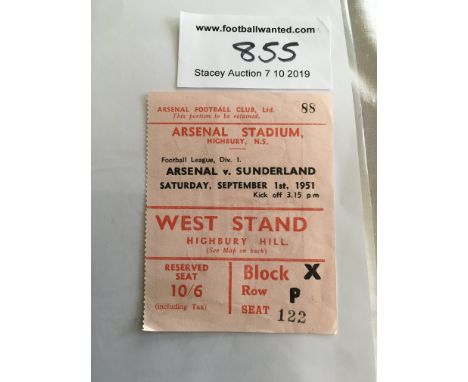 www.footballwanted.com
855
Stacey Auction 7 10 2019
ARSENAL FOOTBALL CLUB, Ltd. 88
This portion to be retained.
ARSENAL STADIUM,
HIGHBURY, N.5.
Football League, Div. 1.
ARSENAL v. SUNDERLAND
SATURDAY, SEPTEMBER 1st, 1951
Kick off 3.15 p m
WEST STAND
HIGHBURY HILL.
(See Map on back)
RESERVED
SEAT
10/6
(including Tax)
Block X
Row P
SEAT 122